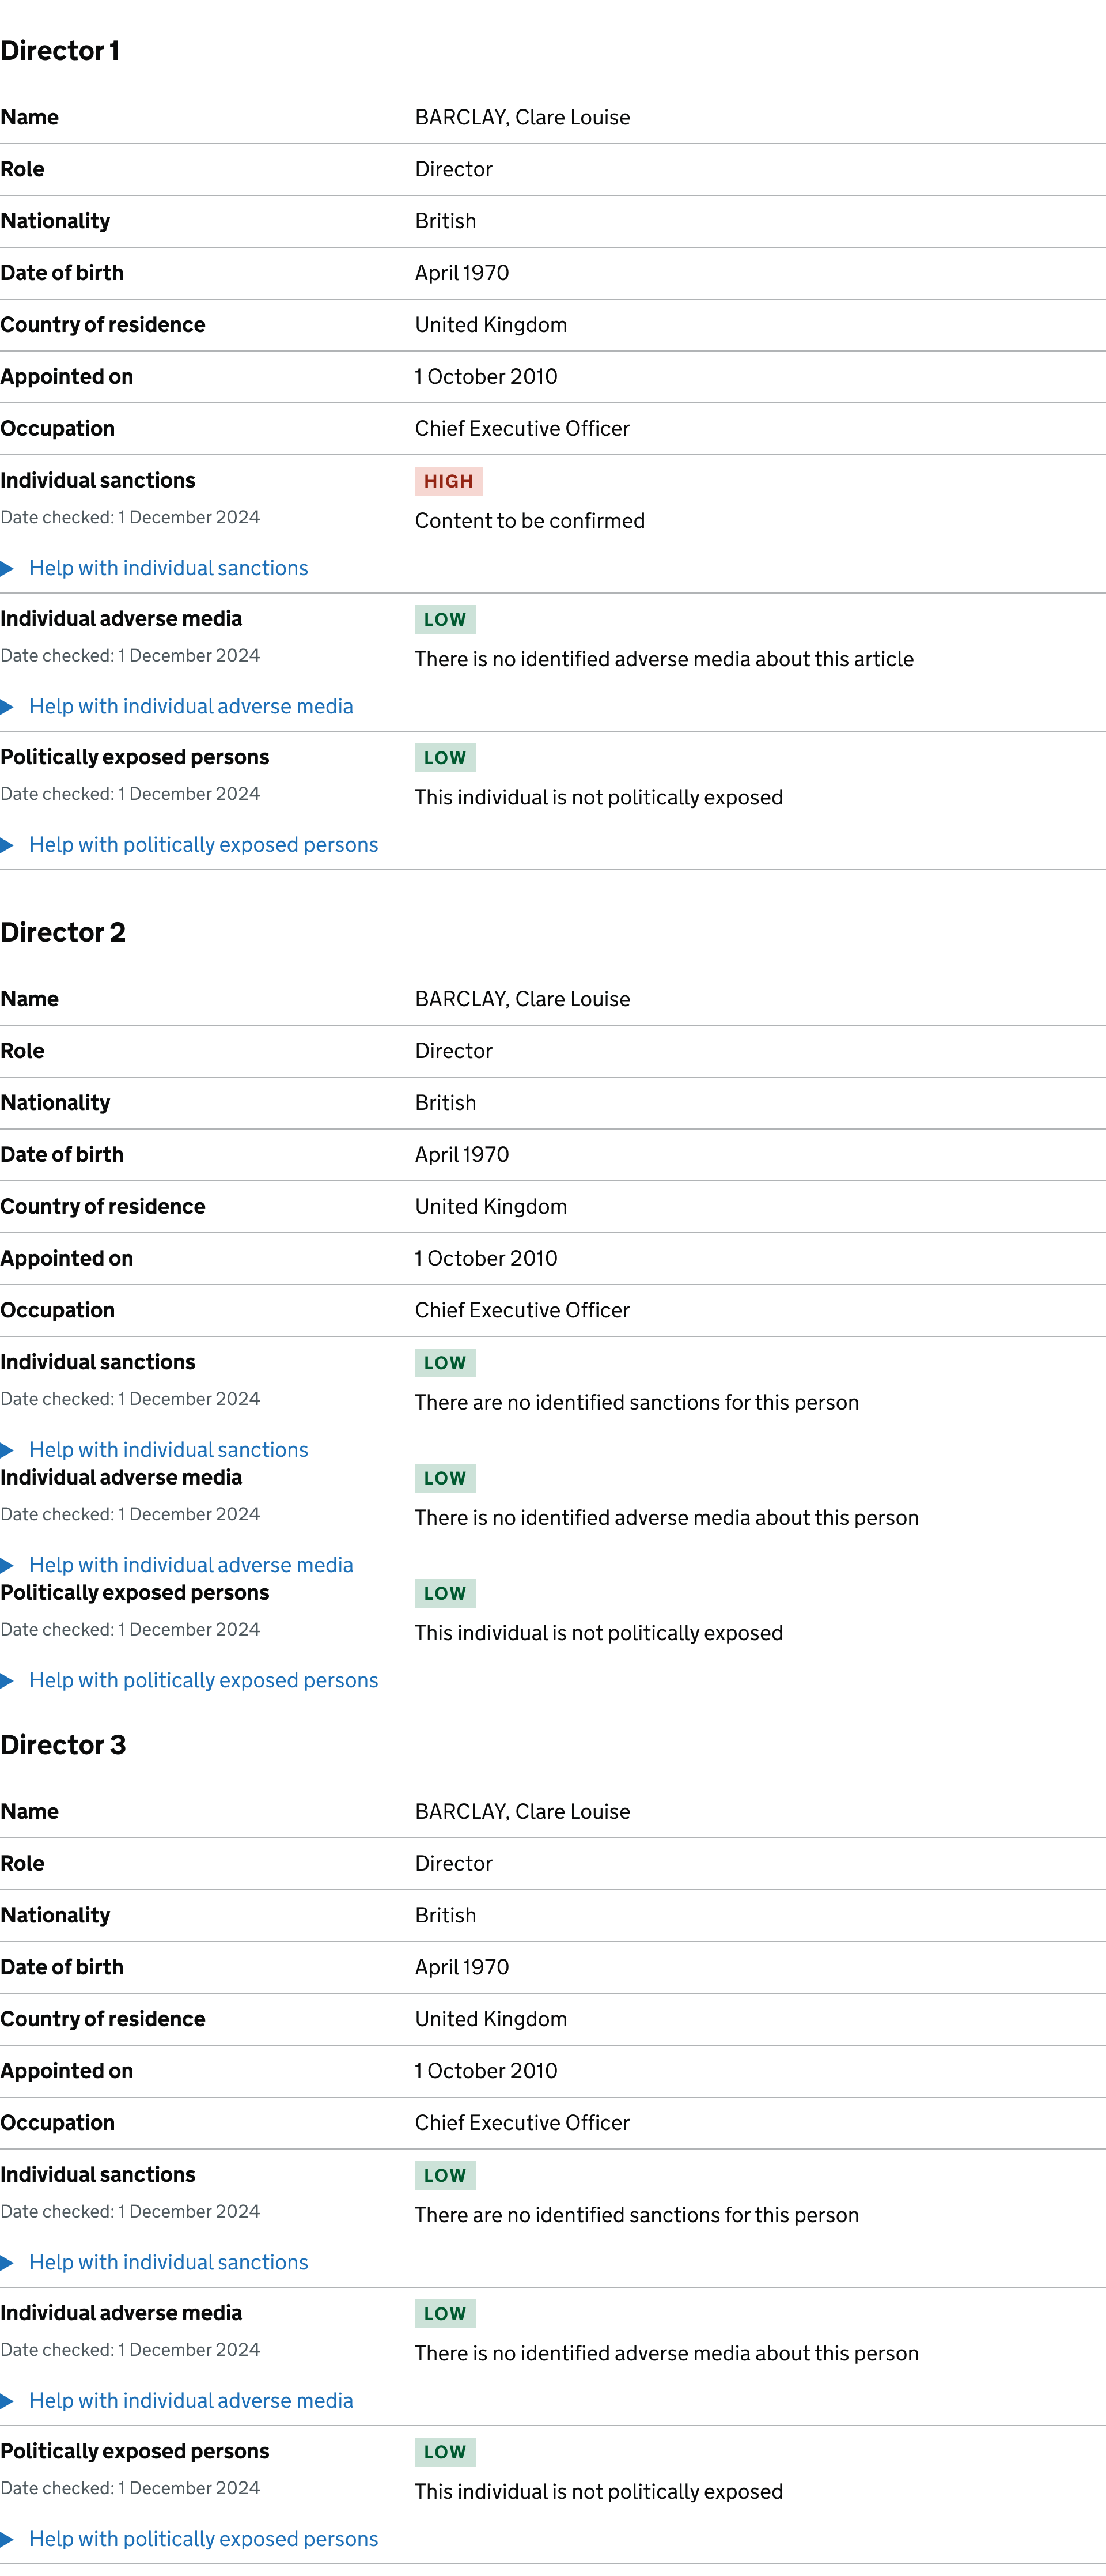 Director 1
Name BARCLAY, Clare Louise
Role Director
Nationality British
Date of birth April 1970
Country of residence United Kingdom
Appointed on 1 October 2010
Occupation Chief Executive Officer
Individual sanctions HIGH
Date checked: 1 December 2024 Content to be confirmed
Help with individual sanctions
Individual adverse media LOW
Date checked: 1 December 2024 There is no identified adverse media about this article
Help with individual adverse media
Politically exposed persons LOW
Date checked: 1 December 2024 This individual is not politically exposed
Help with politically exposed persons
Director 2
Name BARCLAY, Clare Louise
Role Director
Nationality British
Date of birth April 1970
Country of residence United Kingdom
Appointed on 1 October 2010
Occupation Chief Executive Officer
Individual sanctions LOW
Date checked: 1 December 2024 There are no identified sanctions for this person
Help with individual sanctions
Individual adverse media LOW
Date checked: 1 December 2024 There is no identified adverse media about this person
Help with individual adverse media
Politically exposed persons LOW
Date checked: 1 December 2024 This individual is not politically exposed
Help with politically exposed persons
Director 3
Name BARCLAY, Clare Louise
Role Director
Nationality British
Date of birth April 1970
Country of residence United Kingdom
Appointed on 1 October 2010
Occupation Chief Executive Officer
Individual sanctions LOW
Date checked: 1 December 2024 There are no identified sanctions for this person
Help with individual sanctions
Individual adverse media LOW
Date checked: 1 December 2024 There is no identified adverse media about this person
Help with individual adverse media
Politically exposed persons LOW
Date checked: 1 December 2024 This individual is not politically exposed
Help with politically exposed persons